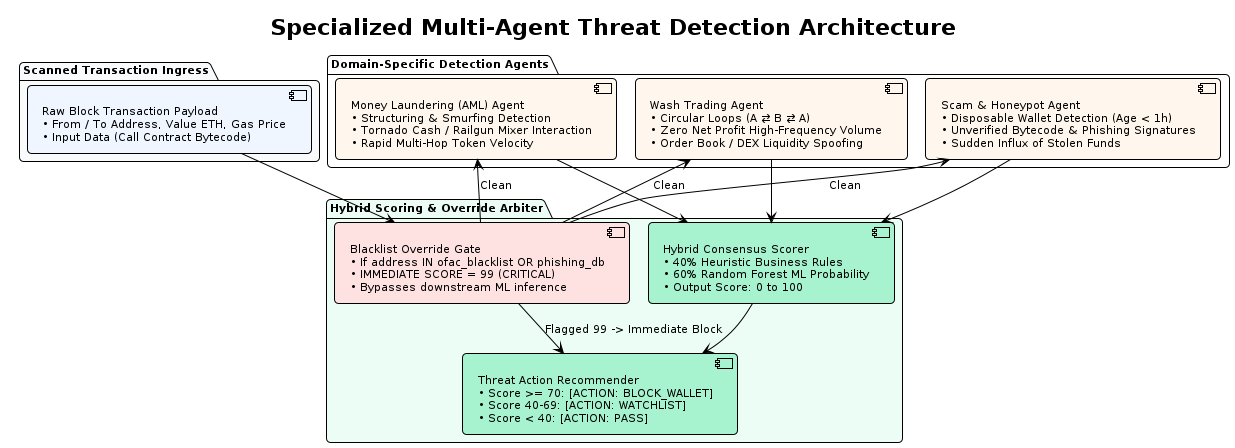 Specialized Multi-Agent Threat Detection Architecture
Scanned Transaction Ingress
Raw Block Transaction Payload
• From / To Address, Value ETH, Gas Price
• Input Data (Call Contract Bytecode)
Domain-Specific Detection Agents
Money Laundering (AML) Agent
• Structuring & Smurfing Detection
• Tornado Cash / Railgun Mixer Interaction
• Rapid Multi-Hop Token Velocity
Wash Trading Agent
• Circular Loops (A ⇄ B ⇄ A)
• Zero Net Profit High-Frequency Volume
• Order Book / DEX Liquidity Spoofing
Scam & Honeypot Agent
• Disposable Wallet Detection (Age < 1h)
• Unverified Bytecode & Phishing Signatures
• Sudden Influx of Stolen Funds
Clean
Clean
Clean
Hybrid Scoring & Override Arbiter
Blacklist Override Gate
• If address IN ofac_blacklist OR phishing_db
• IMMEDIATE SCORE = 99 (CRITICAL)
• Bypasses downstream ML inference
Hybrid Consensus Scorer
• 40% Heuristic Business Rules
• 60% Random Forest ML Probability
• Output Score: 0 to 100
Flagged 99 -> Immediate Block
Threat Action Recommender
• Score >= 70: [ACTION: BLOCK_WALLET]
• Score 40-69: [ACTION: WATCHLIST]
• Score < 40: [ACTION: PASS]